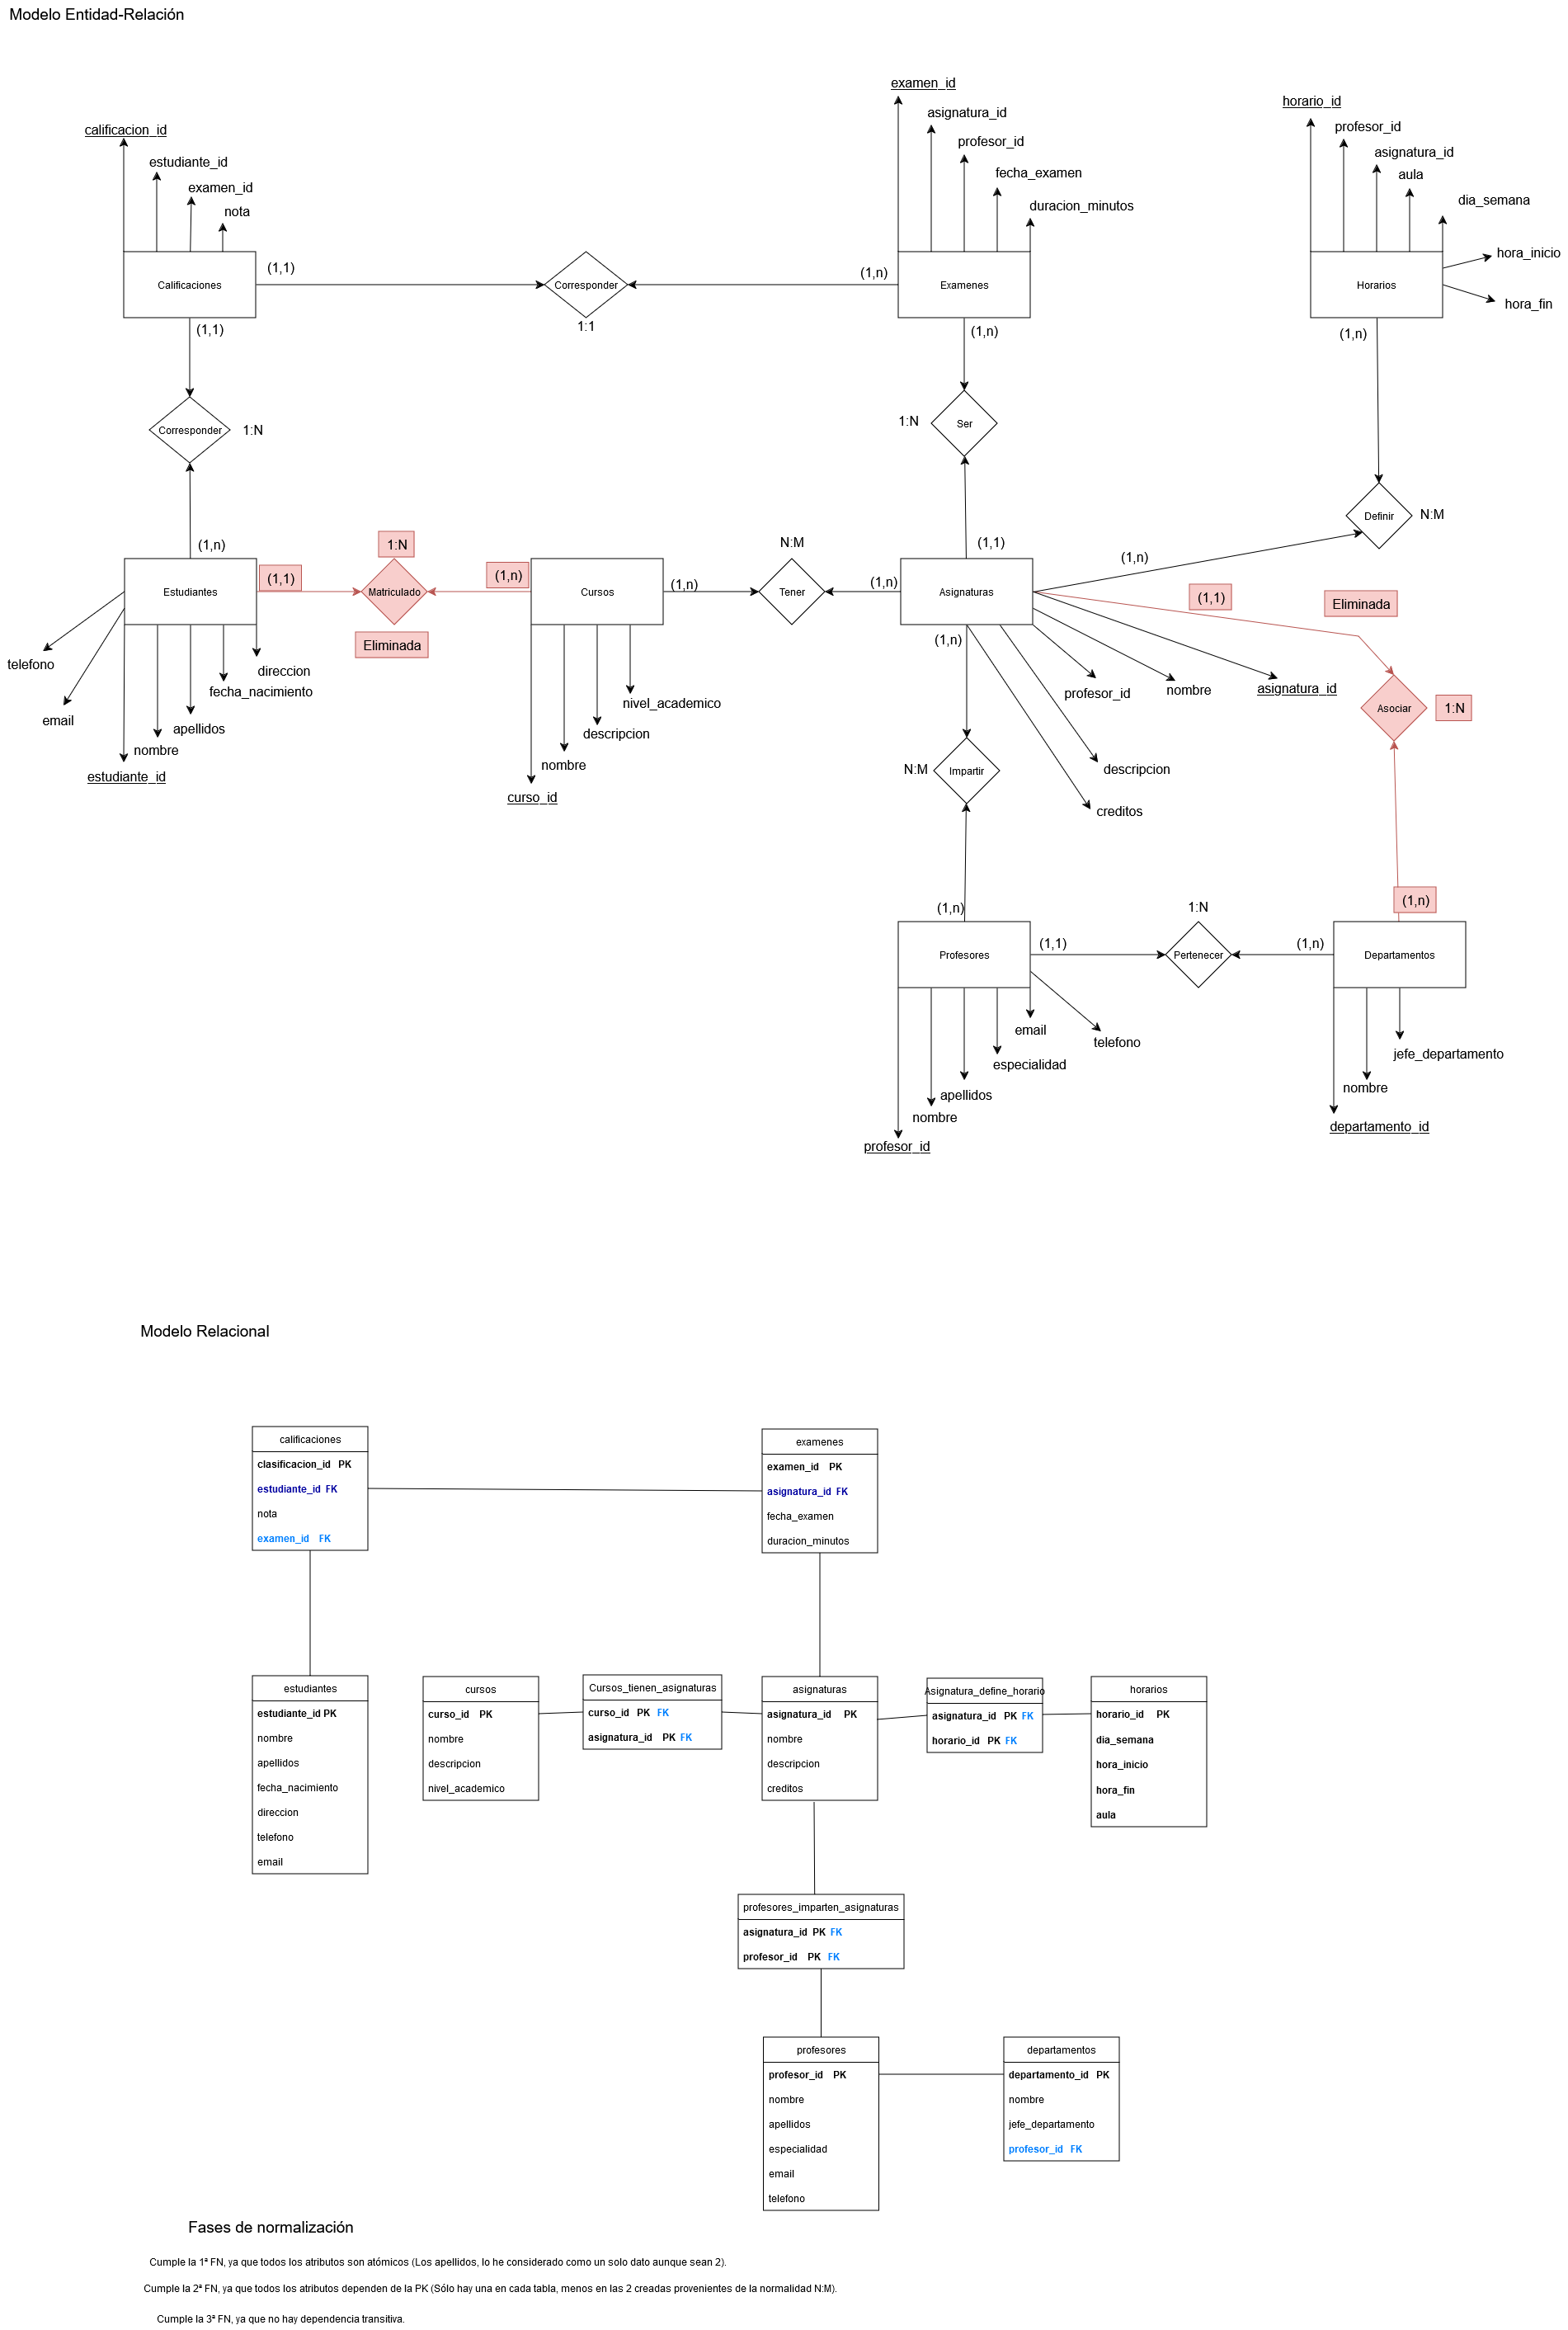 Modelo Entidad-Relación
examen_id
horario_id
asignatura_id
calificacion_id
profesor_id
profesor_id
asignatura_id
estudiante_id
fecha_examen
aula
examen_id
dia_semana
nota
duracion_minutos
hora_inicio
(1,1)
(1,n)
Calificaciones
Corresponder
Examenes
Horarios
hora_fin
1:1
(1,1)
(1,n)
(1,n)
1:N
Ser
Corresponder
1:N
Definir
N:M
(1,n)
1:N
N:M
(1,1)
(1,n)
(1,1)
(1,n)
(1,n)
(1,n)
Estudiantes
Matriculado
Cursos
Tener
Asignaturas
(1,1)
Eliminada
Eliminada
(1,n)
telefono
direccion
fecha_nacimiento
profesor_id
nombre
asignatura_id
email
apellidos
nivel_academico
Asociar
1:N
nombre
descripcion
estudiante_id
nombre
curso_id
N:M
Impartir
descripcion
creditos
(1,n)
(1,n)
1:N
(1,1)
(1,n)
Profesores
Pertenecer
Departamentos
email
telefono
especialidad
jefe_departamento
apellidos
nombre
nombre
profesor_id
departamento_id
Modelo Relacional
calificaciones
clasificacion_id PK
estudiante_id FK
nota
examen_id FK
examenes
examen_id PK
asignatura_id FK
fecha_examen
duracion_minutos
estudiantes
estudiante_id PK
nombre
apellidos
fecha_nacimiento
direccion
telefono
email
cursos
curso_id PK
nombre
descripcion
nivel_academico
Cursos_tienen_asignaturas
curso_id PK FK
asignatura_id PK FK
asignaturas
asignatura_id PK
nombre
descripcion
creditos
Asignatura_define_horario
asignatura_id PK FK
horario_id PK FK
horarios
horario_id PK
dia_semana
hora_inicio
hora_fin
aula
profesores_imparten_asignaturas
asignatura_id PK FK
profesor_id PK FK
profesores
profesor_id PK
nombre
apellidos
especialidad
email
telefono
departamentos
departamento_id PK
nombre
jefe_departamento
profesor_id FK
Fases de normalización
Cumple la 1ª FN, ya que todos los atributos son atómicos (Los apellidos, lo he considerado como un solo dato aunque sean 2).
Cumple la 2ª FN, ya que todos los atributos dependen de la PK (Sólo hay una en cada tabla, menos en las 2 creadas provenientes de la normalidad N:M).
Cumple la 3ª FN, ya que no hay dependencia transitiva.